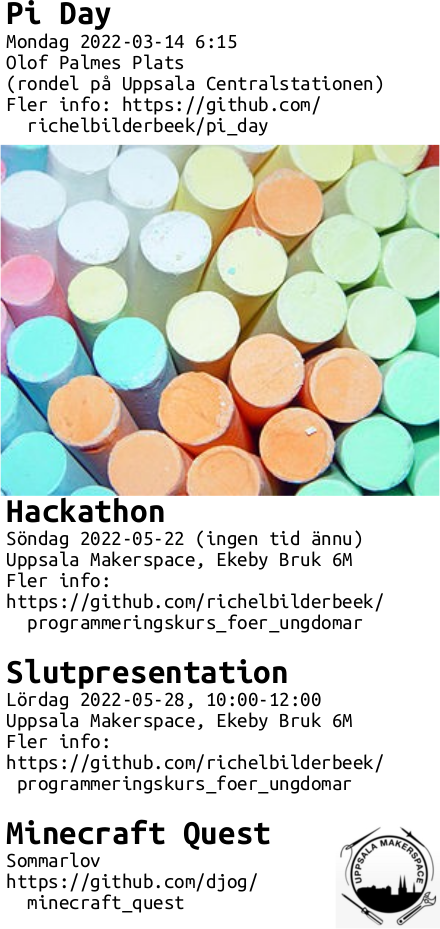 Pi Day
Mondag 2022-03-14 6:15
Olof Palmes Plats
(rondel på Uppsala Centralstationen)
Fler info: https://github.com/
richelbilderbeek/pi_day
Hackathon
Söndag 2022-05-22 (ingen tid ännu)
Uppsala Makerspace, Ekeby Bruk 6M
Fler info:
https://github.com/richelbilderbeek/
programmeringskurs_foer_ungdomar
Slutpresentation
Lördag 2022-05-28, 10:00-12:00
Uppsala Makerspace, Ekeby Bruk 6M
Fler info:
https://github.com/richelbilderbeek/
programmeringskurs_foer_ungdomar
Minecraft Quest
Sommarlov
https://github.com/djog/
minecraft_quest
UPPSALA MAKERSPACE